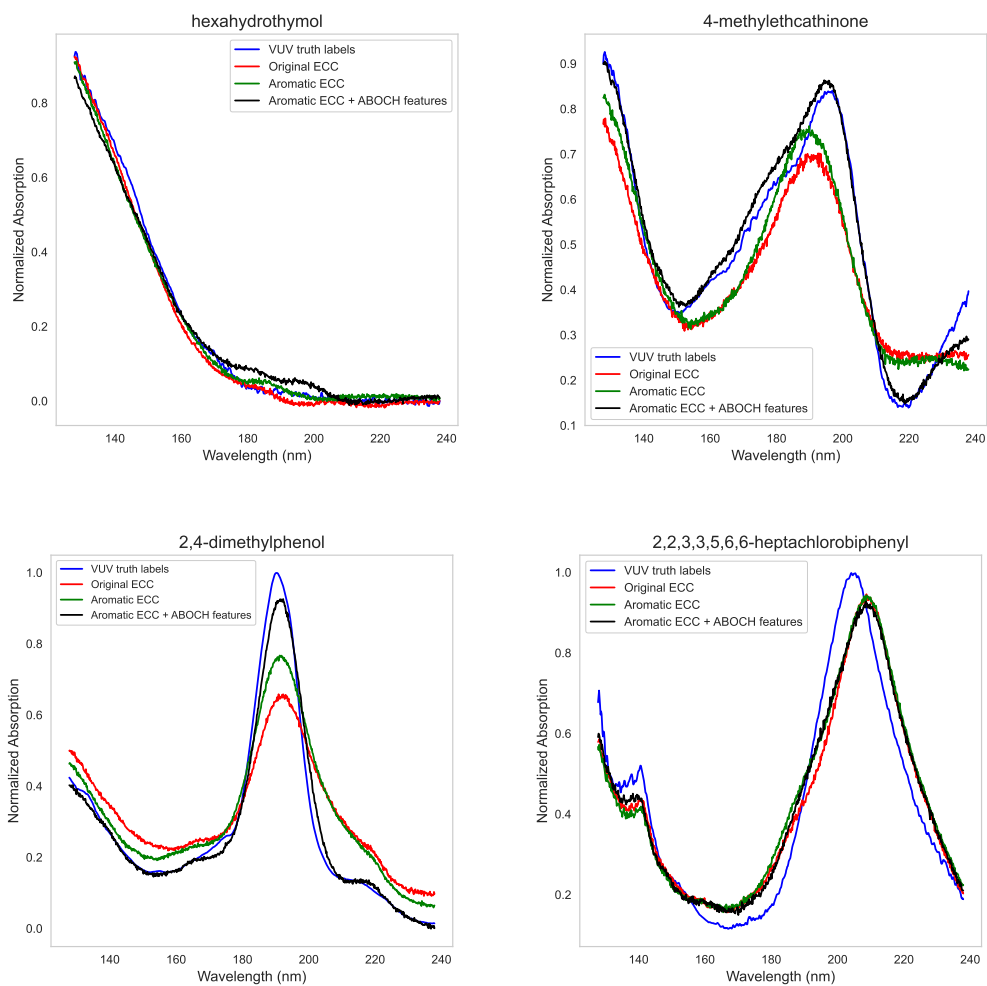 hexahydrothymol
VUV truth labels
Original ECC
Aromatic ECC
Aromatic ECC + ABOCH features
Normalized Absorption
0.8
0.6
0.4
0.2
0.0
140 160 180 200 220 240
Wavelength (nm)
4-methylethcathinone
Normalized Absorption
0.9
0.8
0.7
0.6
0.5
0.4
0.3
0.2
0.1
VUV truth labels
Original ECC
Aromatic ECC
Aromatic ECC + ABOCH features
140 160 180 200 220 240
Wavelength (nm)
2,4-dimethylphenol
VUV truth labels
Original ECC
Aromatic ECC
Aromatic ECC + ABOCH features
Normalized Absorption
1.0
0.8
0.6
0.4
0.2
0.0
140 160 180 200 220 240
Wavelength (nm)
2,2,3,3,5,6,6-heptachlorobiphenyl
VUV truth labels
Original ECC
Aromatic ECC
Aromatic ECC + ABOCH features
Normalized Absorption
1.0
0.8
0.6
0.4
0.2
140 160 180 200 220 240
Wavelength (nm)